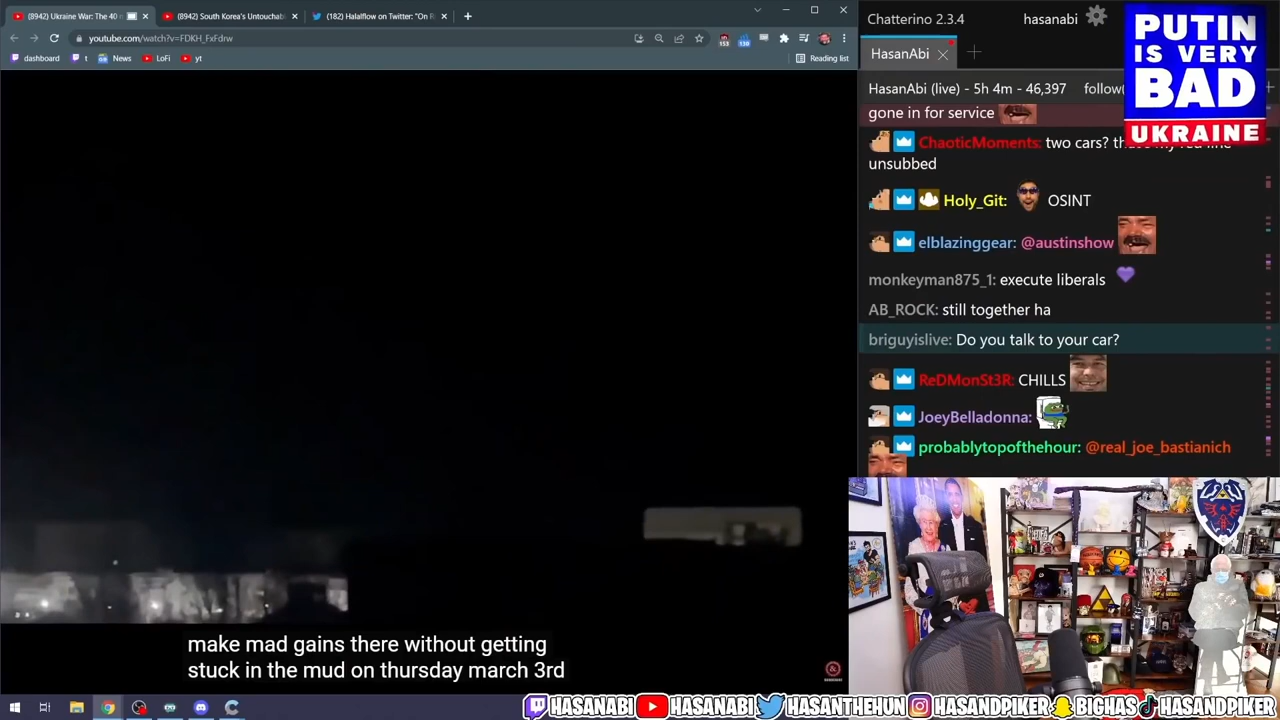 (8942) Ukraine War: The 40 m
(8942) South Korea's Untouchab
(182) Halalflow on Twitter: "On R
youtube.com/watch?v=FDKH_FxFdrw
dashboard
t
News
LoFi
yt
Reading list
make mad gains there without getting
stuck in the mud on thursday march 3rd
Chatterino 2.3.4
hasanabi
HasanAbi
HasanAbi (live) - 5h 4m - 46,397
follow(
gone in for service
ChaoticMoments: two cars?
unsubbed
Holy_Git: OSINT
elblazinggear: @austinshow
monkeyman875_1: execute liberals
AB_ROCK: still together ha
briguyislive: Do you talk to your car?
ReDMonSt3R: CHILLS
JoeyBelladonna:
probablytopofthehour: @real_joe_bastianich
PUTIN
IS VERY
BAD
UKRAINE
HASANABI
HASANABI
HASANTHEHUN
HASANDPIKER
BIGHAS
HASANDPIKER